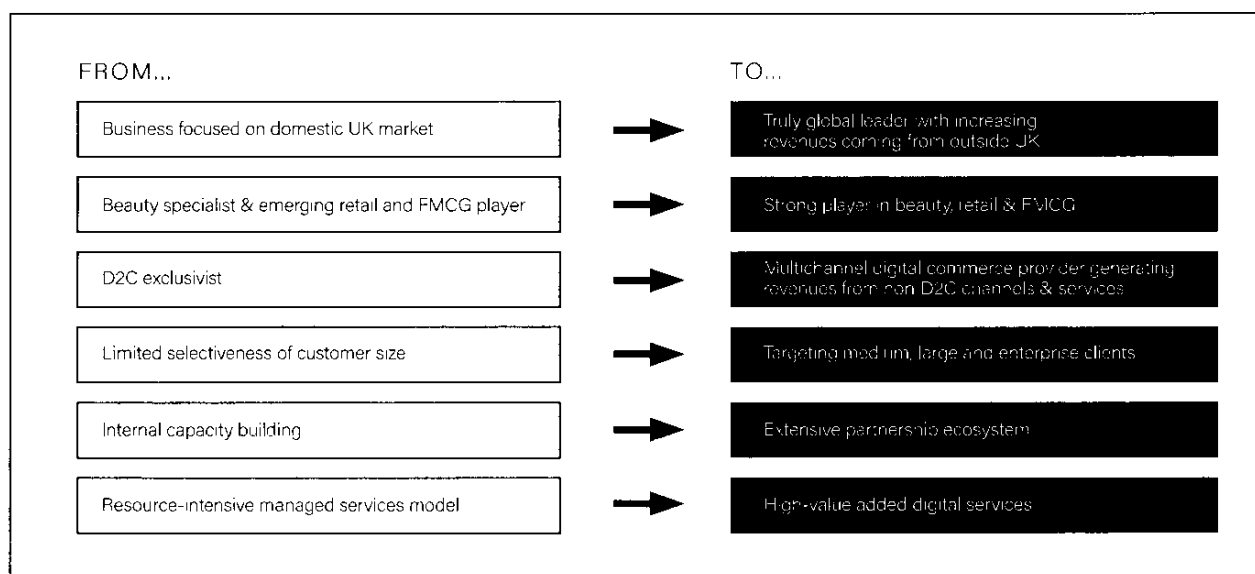 FROM...
TO...
Business focused on domestic UK market
Truly global leader with increasing
revenues coming from outside UK
Beauty specialist & emerging retail and FMCG player
Strong player in beauty, retail & FMCG
D2C exclusivist
Multichannel digital commerce provider generating
revenues from non D2C channels & services
Limited selectiveness of customer size
Targeting medium, large and enterprise clients
Internal capacity building
Extensive partnership ecosystem
Resource-intensive managed services model
High-value added digital services